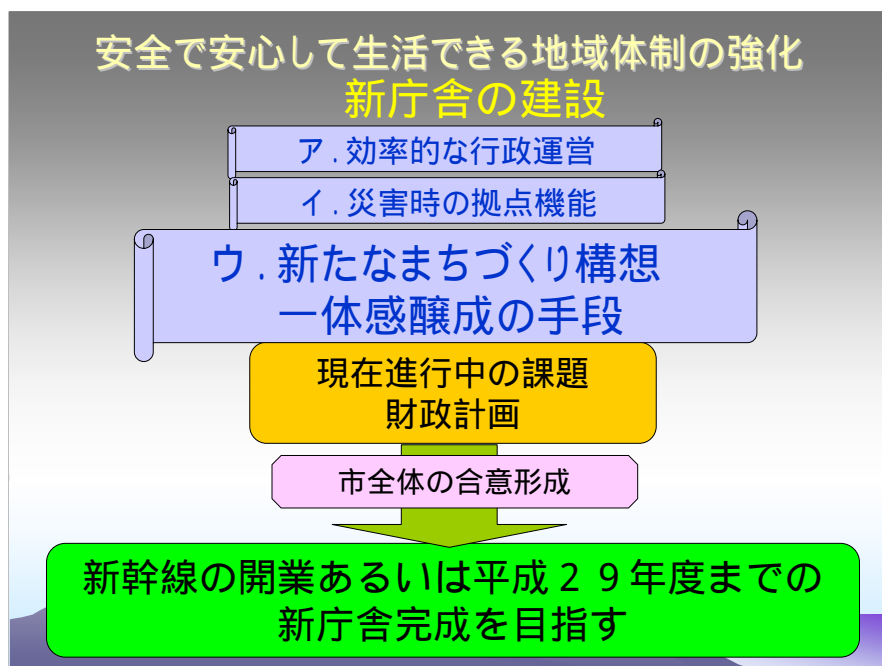 安全で安心して生活できる地域体制の強化
新庁舎の建設
ア．効率的な行政運営
イ．災害時の拠点機能
ウ．新たなまちづくり構想
一体感醸成の手段
現在進行中の課題
財政計画
市全体の合意形成
新幹線の開業あるいは平成２９年度までの
新庁舎完成を目指す